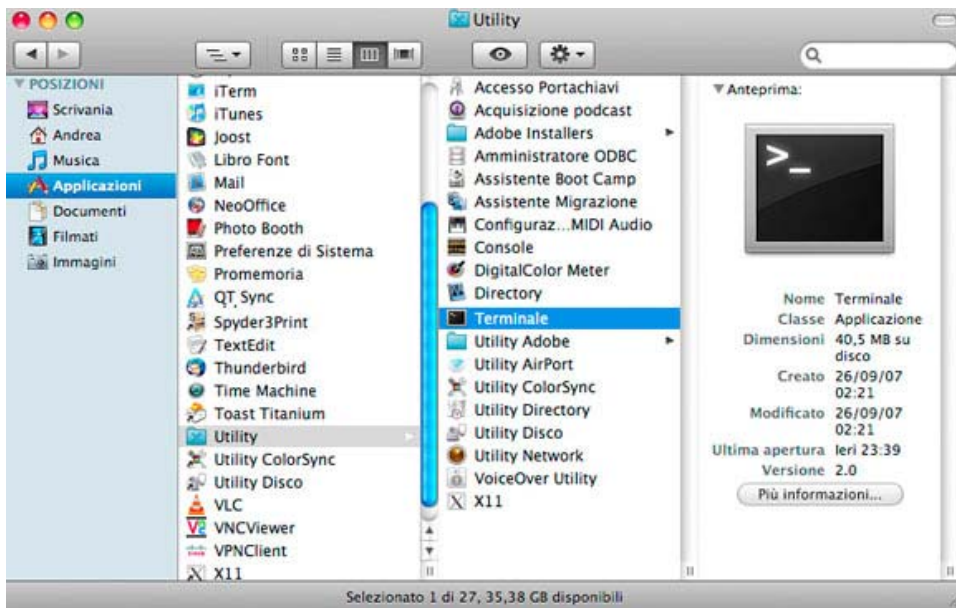 Utility
POSIZIONI
Scrivania
Andrea
Musica
Applicazioni
Documenti
Filmati
Immagini
iTerm
iTunes
Joost
Libro Font
Mail
NeoOffice
Photo Booth
Preferenze di Sistema
Promemoria
QT Sync
Spyder3Print
TextEdit
Thunderbird
Time Machine
Toast Titanium
Utility
Utility ColorSync
Utility Disco
VLC
VNCViewer
VPNClient
X11
Accesso Portachiavi
Acquisizione podcast
Adobe Installers
Amministratore ODBC
Assistente Boot Camp
Assistente Migrazione
Configuraz...MIDI Audio
Console
DigitalColor Meter
Directory
Terminale
Utility Adobe
Utility AirPort
Utility ColorSync
Utility Directory
Utility Disco
Utility Network
VoiceOver Utility
X11
Anteprima:
>_
Nome Terminale
Classe Applicazione
Dimensioni 40,5 MB su
disco
Creato 26/09/07
02:21
Modificato 26/09/07
02:21
Ultima apertura Ieri 23:39
Versione 2.0
Più informazioni...
Selezionato 1 di 27, 35,38 GB disponibili